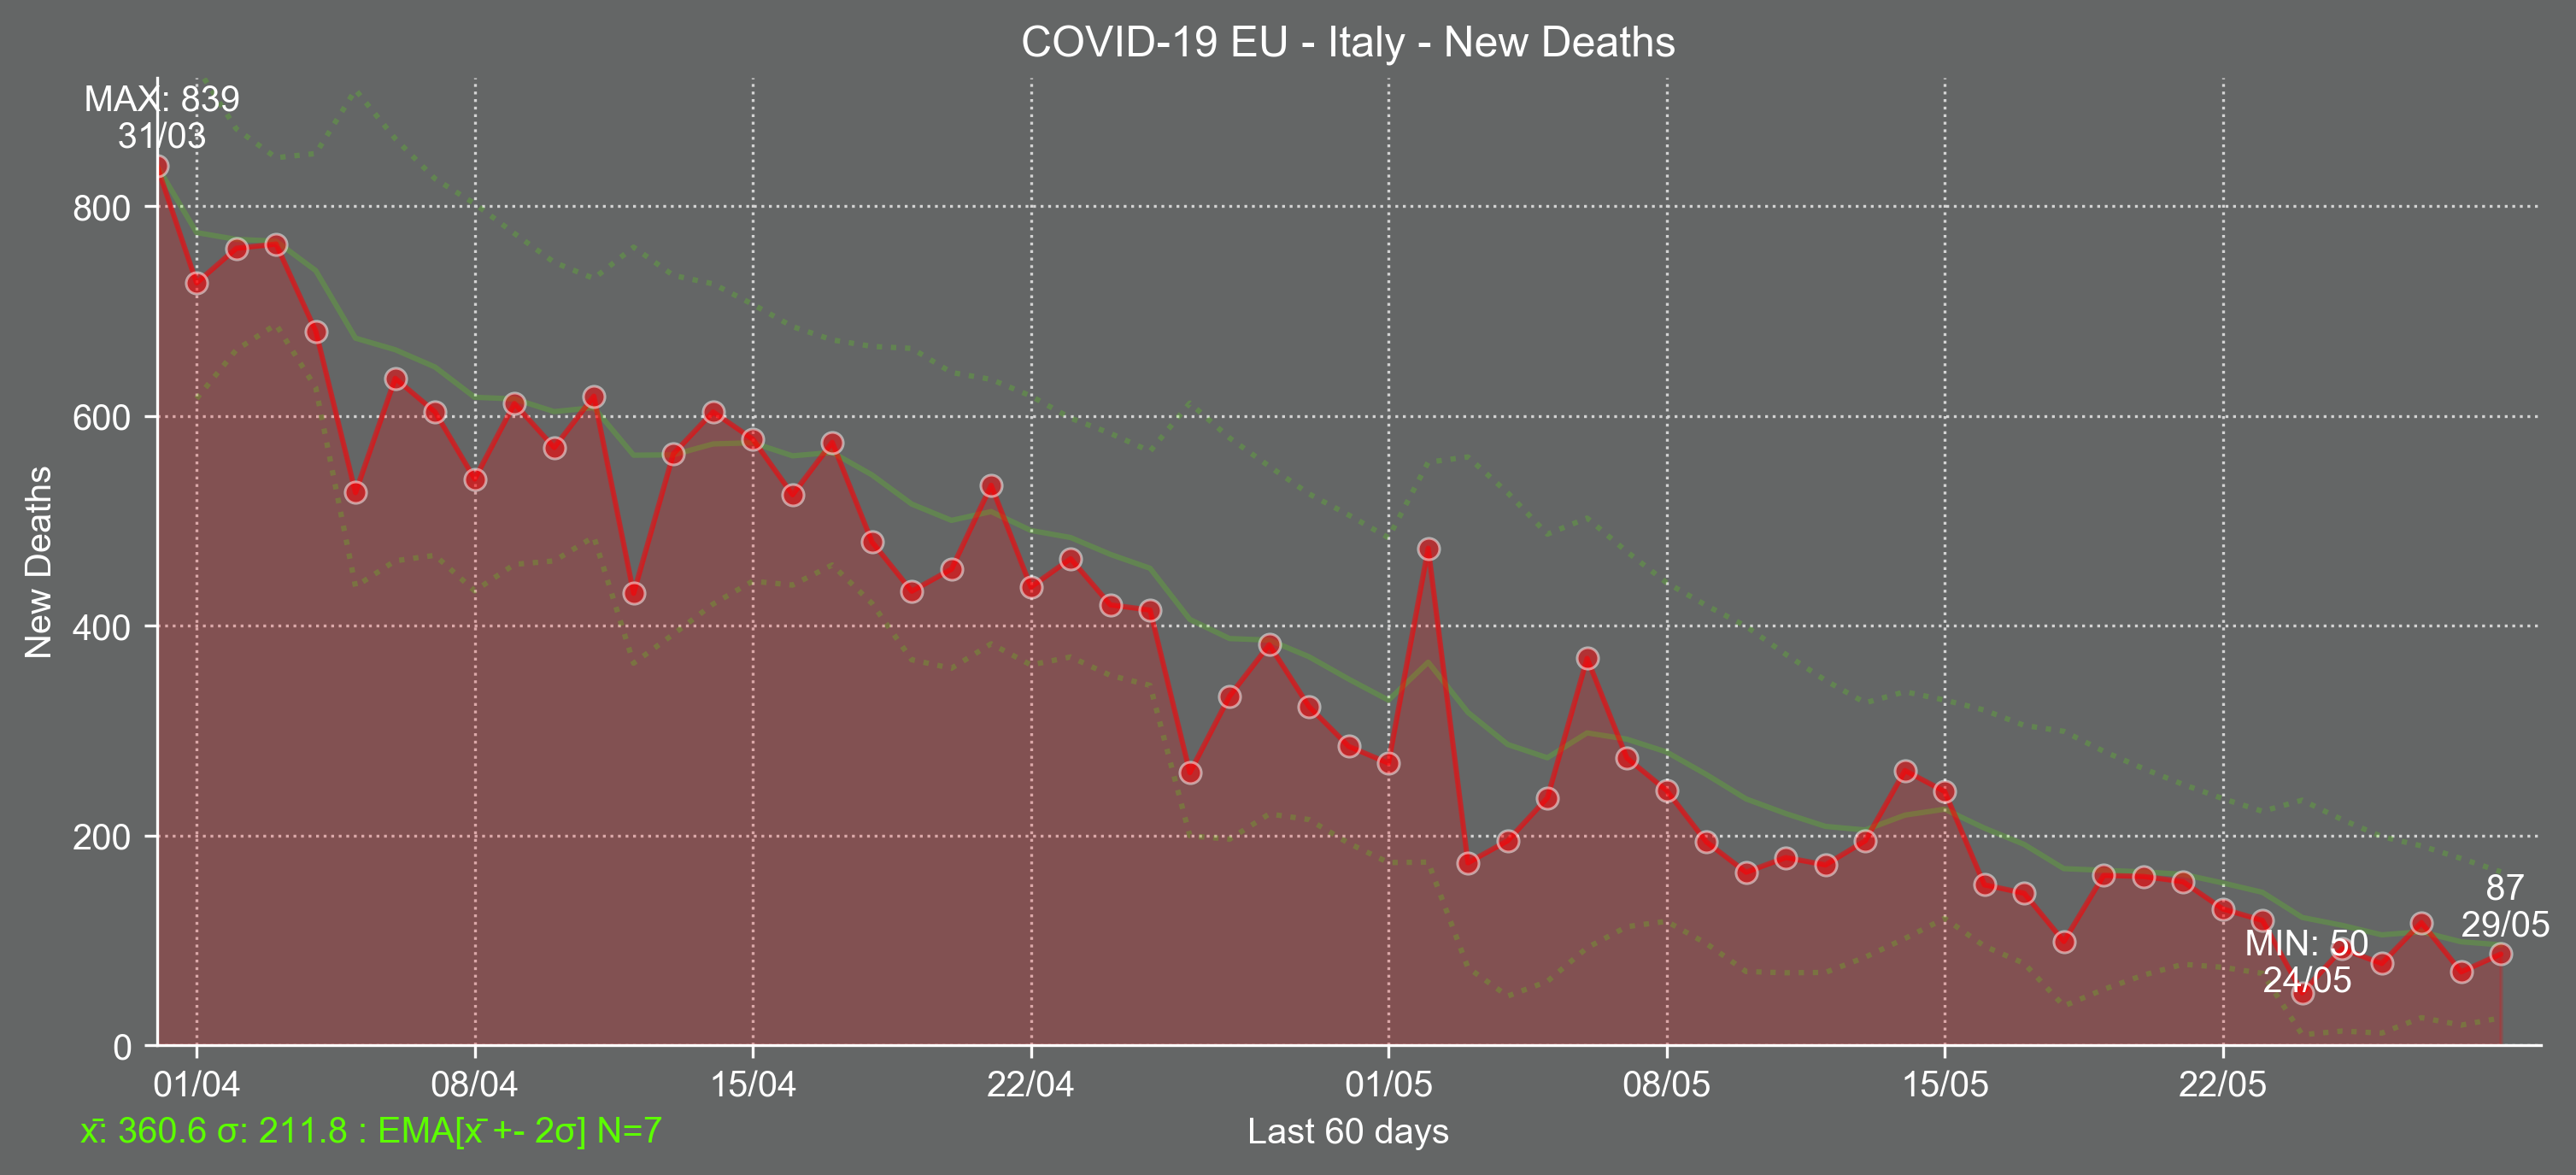 COVID-19 EU - Italy - New Deaths
MAX: 839
31/03
800
600
400
200
0
New Deaths
87
29/05
MIN: 50
24/05
01/04 08/04 15/04 22/04 01/05 08/05 15/05 22/05
x̄: 360.6 σ: 211.8 : EMA[x̄ +- 2σ] N=7
Last 60 days